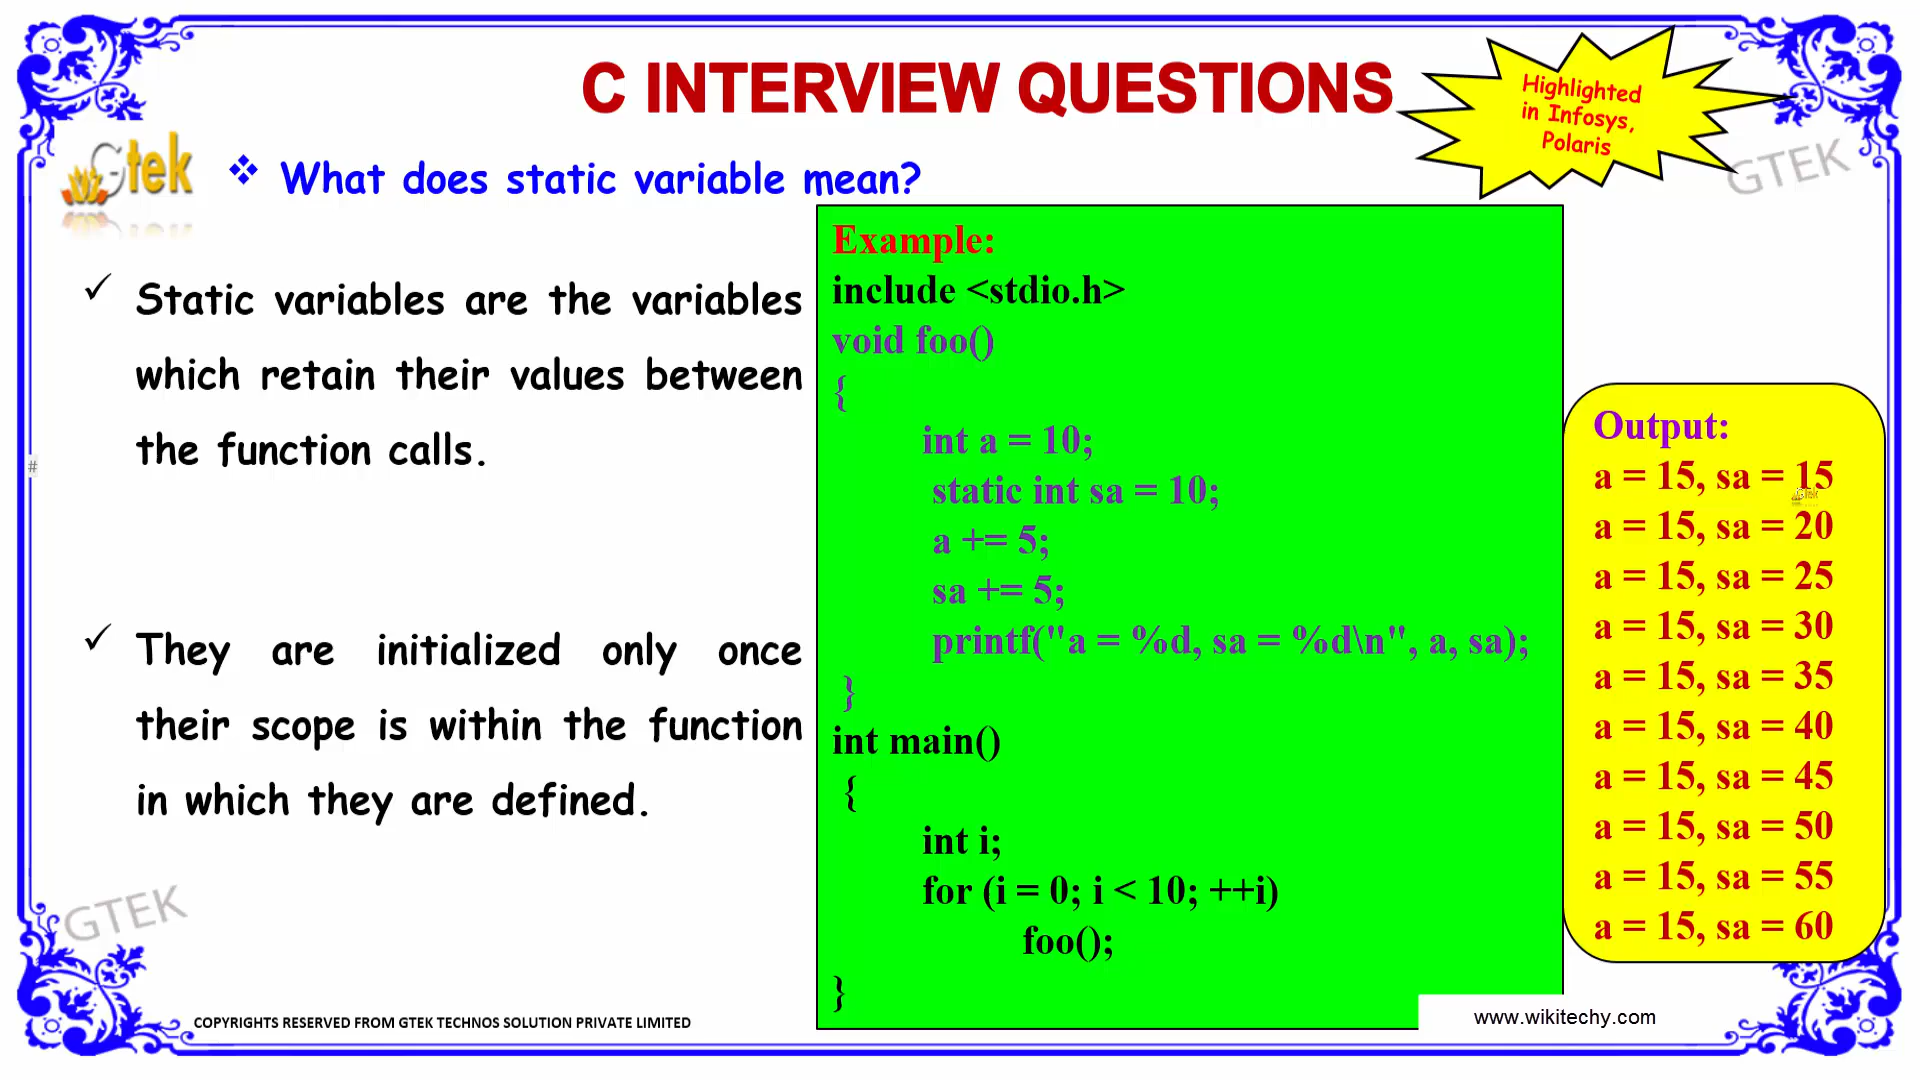 C INTERVIEW QUESTIONS
Highlighted
in Infosys,
Polaris
Gtek
GTEK
❖ What does static variable mean?
✓ Static variables are the variables
which retain their values between
the function calls.
#
✓ They are initialized only once
their scope is within the function
in which they are defined.
Example:
include <stdio.h>
void foo()
{
int a = 10;
static int sa = 10;
a += 5;
sa += 5;
printf("a = %d, sa = %d\n", a, sa);
}
int main()
{
int i;
for (i = 0; i < 10; ++i)
foo();
}
Output:
a = 15, sa = 15
a = 15, sa = 20
a = 15, sa = 25
a = 15, sa = 30
a = 15, sa = 35
a = 15, sa = 40
a = 15, sa = 45
a = 15, sa = 50
a = 15, sa = 55
a = 15, sa = 60
GTEK
COPYRIGHTS RESERVED FROM GTEK TECHNOS SOLUTION PRIVATE LIMITED
www.wikitechy.com